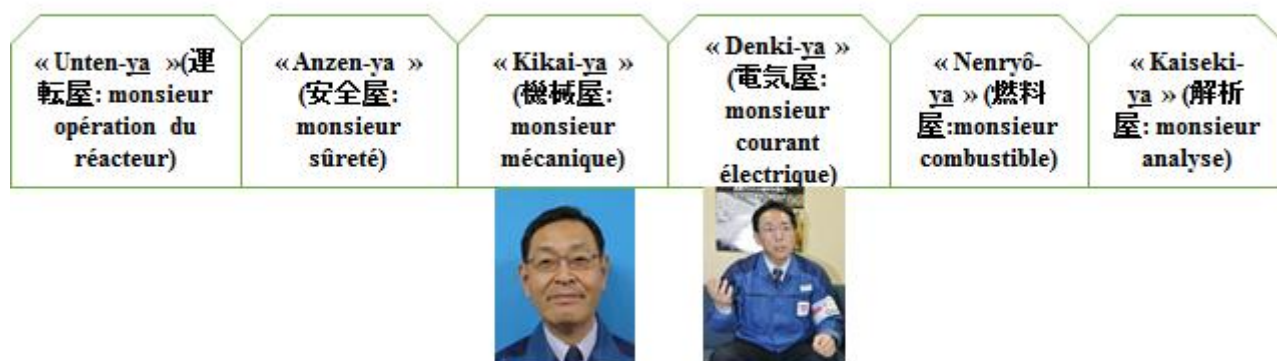 « Unten-ya »(運
転屋: monsieur
opération du
réacteur)
« Anzen-ya »
(安全屋:
monsieur
sûreté)
« Kikai-ya »
(機械屋:
monsieur
mécanique)
« Denki-ya »
(電気屋:
monsieur
courant
électrique)
« Nenryô-
ya » (燃料
屋:monsieur
combustible)
« Kaiseki-
ya » (解析
屋: monsieur
analyse)